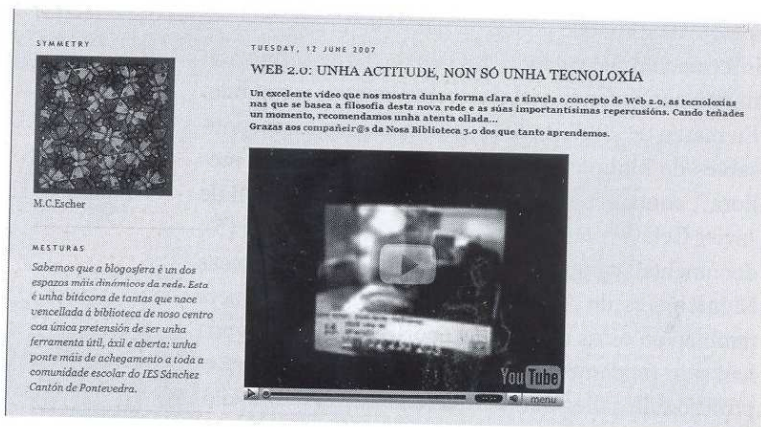 SYMMETRY
M.C.Escher
MESTURAS
Sabemos que a blogosfera é un dos
espazos máis dinámicos da rede. Esta
é unha bitácora de tantas que nace
vencellada á biblioteca de noso centro
coa única pretensión de ser unha
ferramenta útil, áxil e aberta: unha
ponte máis de achegamento a toda a
comunidade escolar do IES Sánchez
Cantón de Pontevedra.
TUESDAY, 12 JUNE 2007
WEB 2.0: UNHA ACTITUDE, NON SÓ UNHA TECNOLOXÍA
Un excelente vídeo que nos mostra dunha forma clara e sinxela o concepto de Web 2.0, as tecnoloxías
nas que se basea a filosofía desta nova rede e as súas importantísimas repercusións. Cando teñades
un momento, recomendamos unha atenta ollada...
Grazas aos compañeir@s da Nosa Biblioteca 3.0 dos que tanto aprendemos.
You Tube
menu